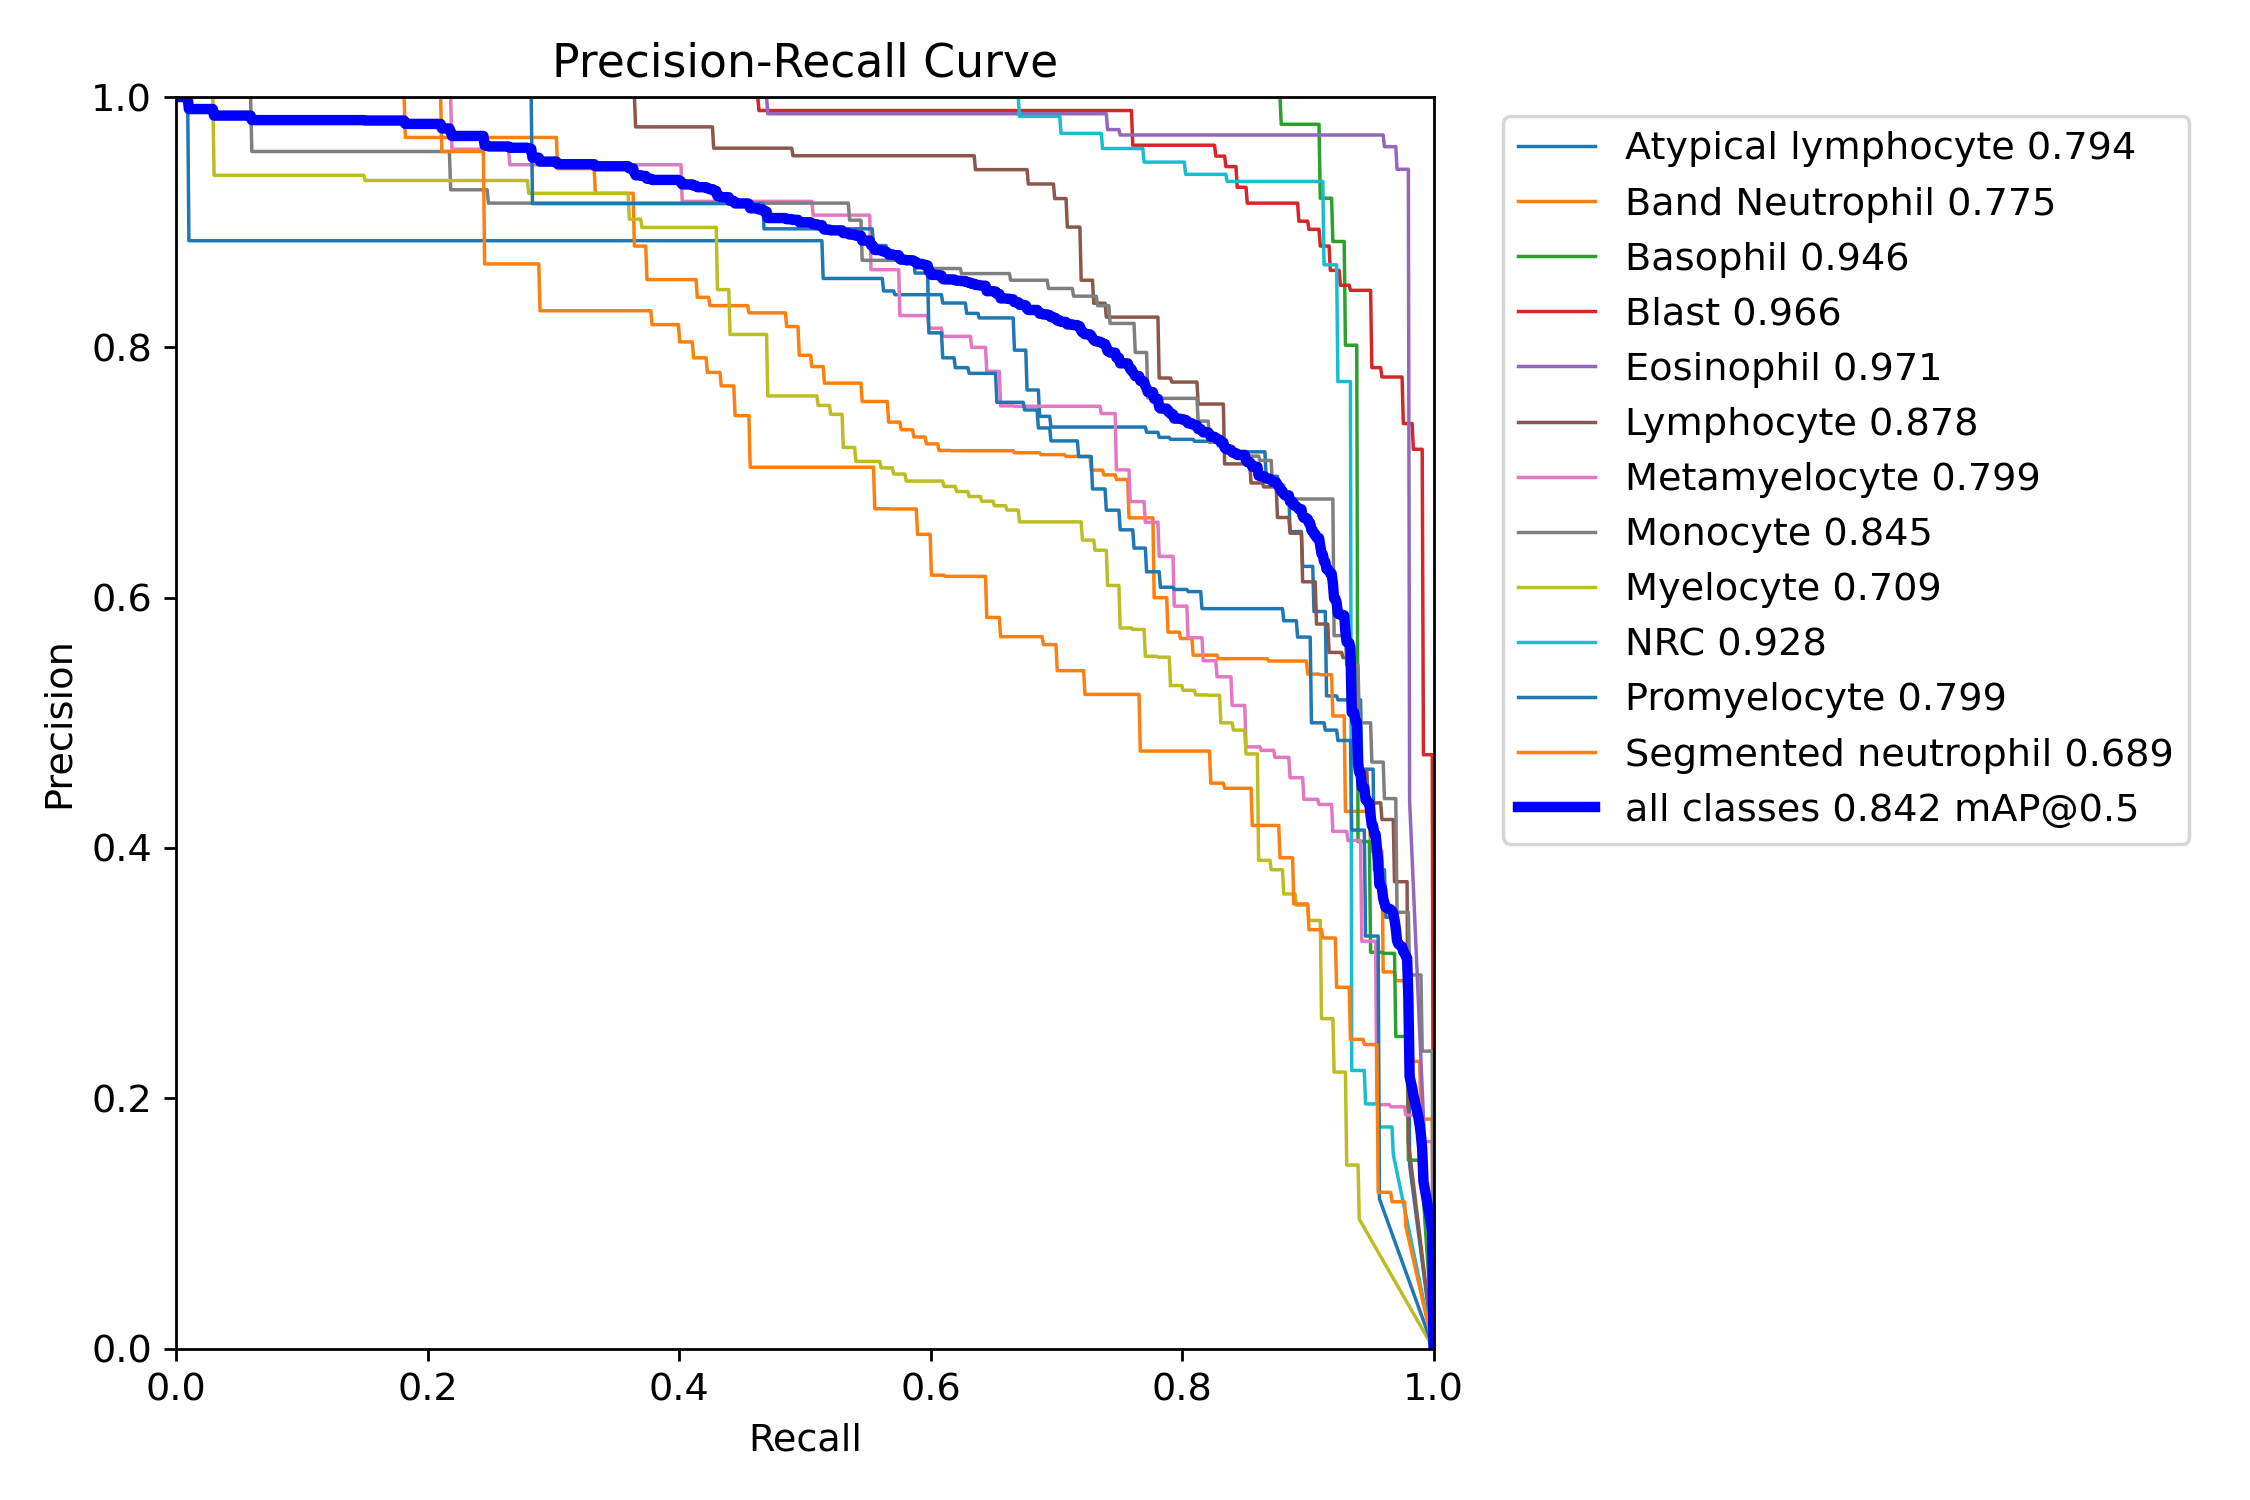 Precision-Recall Curve
1.0
0.8
0.6
0.4
0.2
0.0
Precision
0.0 0.2 0.4 0.6 0.8 1.0
Recall
Atypical lymphocyte 0.794
Band Neutrophil 0.775
Basophil 0.946
Blast 0.966
Eosinophil 0.971
Lymphocyte 0.878
Metamyelocyte 0.799
Monocyte 0.845
Myelocyte 0.709
NRC 0.928
Promyelocyte 0.799
Segmented neutrophil 0.689
all classes 0.842 mAP@0.5